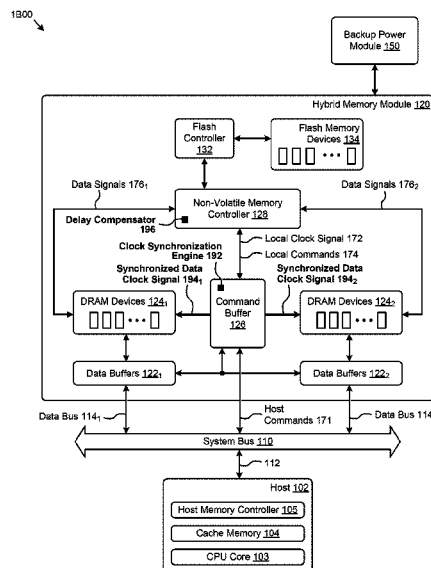 1B00
Backup Power
Module 150
Hybrid Memory Module 120
Flash
Controller
132
Flash Memory
Devices 134
Data Signals 176₁
Data Signals 176₂
Non-Volatile Memory
Controller 128
Delay Compensator
196
Clock Synchronization
Engine 192
Local Clock Signal 172
Local Commands 174
Synchronized Data
Clock Signal 194₁
Synchronized Data
Clock Signal 194₂
DRAM Devices 124₁
Command
Buffer
126
DRAM Devices 124₂
Data Buffers 122₁
Data Buffers 122₂
Data Bus 114₁
Host
Commands 171
Data Bus 114
System Bus 110
112
Host 102
Host Memory Controller 105
Cache Memory 104
CPU Core 103